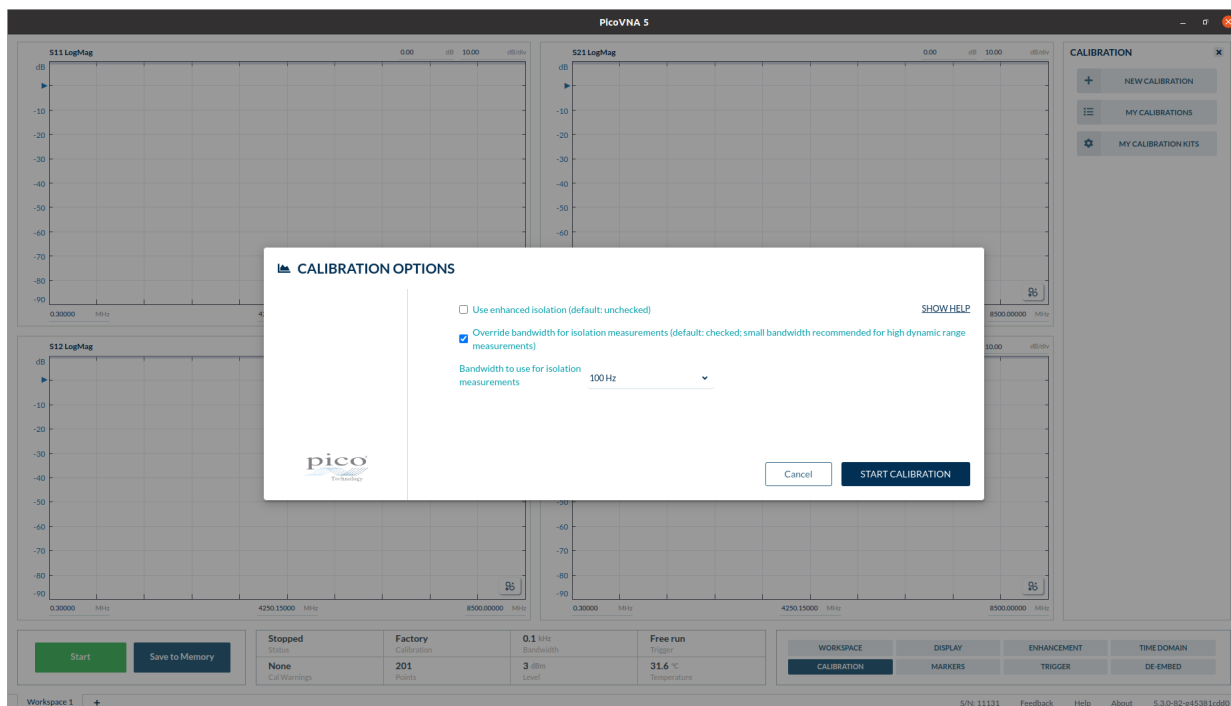 PicoVNA 5
S11 LogMag 0.00 dB 10.00 dB/div
dB
-10
-20
-30
-40
-50
-60
-70
-80
-90
0.30000 MHz
S21 LogMag 0.00 dB 10.00 dB/div
dB
-10
-20
-30
-40
-50
-60
8500.00000 MHz
CALIBRATION
NEW CALIBRATION
MY CALIBRATIONS
MY CALIBRATION KITS
CALIBRATION OPTIONS
Use enhanced isolation (default: unchecked)
SHOW HELP
Override bandwidth for isolation measurements (default: checked; small bandwidth recommended for high dynamic range
measurements)
Bandwidth to use for isolation
measurements
100 Hz
pico
Technology
Cancel
START CALIBRATION
S12 LogMag
dB
-10
-20
-30
-40
-50
-60
-70
-80
-90
0.30000 MHz 4250.15000 MHz 8500.00000 MHz
10.00 dB/div
-50
-60
-70
-80
-90
0.30000 MHz 4250.15000 MHz 8500.00000 MHz
Start
Save to Memory
Stopped
Status
Factory
Calibration
0.1 kHz
Bandwidth
Free run
Trigger
None
Cal Warnings
201
Points
3 dBm
Level
31.6 °C
Temperature
WORKSPACE DISPLAY ENHANCEMENT TIME DOMAIN
CALIBRATION MARKERS TRIGGER DE-EMBED
Workspace 1 +
S/N: 11131 Feedback Help About 5.3.0-82-g45381cdd0